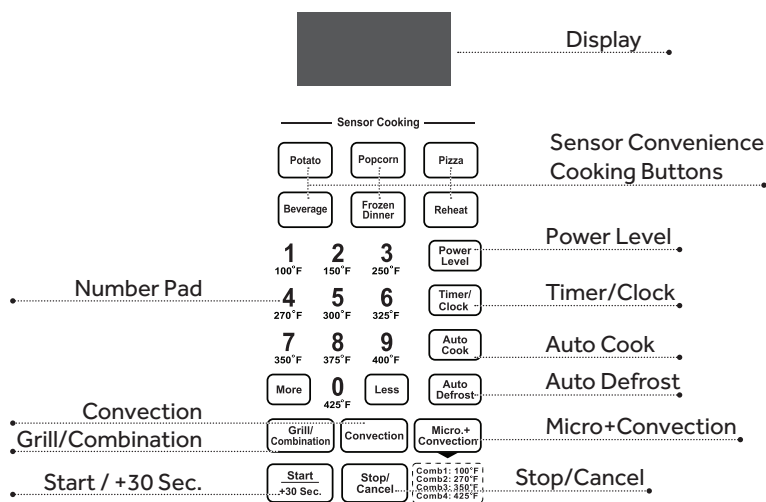 Display
Sensor Cooking
Potato Popcorn Pizza
Sensor Convenience
Cooking Buttons
Beverage Frozen Dinner Reheat
Power Level
1 2 3 Power Level
100°F 150°F 250°F
Number Pad 4 5 6 Timer/ Clock Timer/Clock
270°F 300°F 325°F
7 8 9 Auto Cook Auto Cook
350°F 375°F 400°F
More 0 Less Auto Defrost Auto Defrost
425°F
Convection
Grill/Combination Grill/ Combination Convection Micro.+ Convection Micro+Convection
Start / +30 Sec. Start +30 Sec. Stop/ Cancel Stop/Cancel
Comb1: 100°F
Comb2: 270°F
Comb3: 350°F
Comb4: 425°F